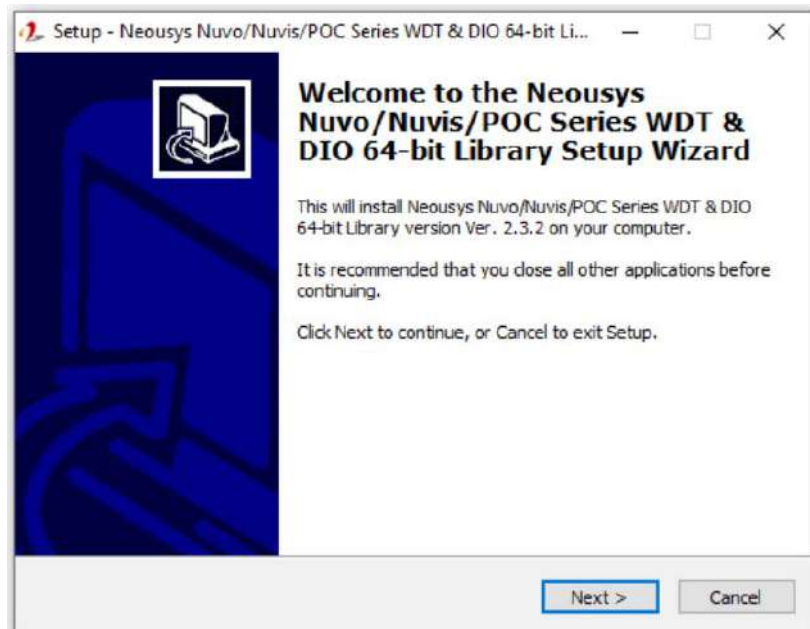 Setup - Neousys Nuvo/Nuvis/POC Series WDT & DIO 64-bit Li...
Welcome to the Neousys
Nuvo/Nuvis/POC Series WDT &
DIO 64-bit Library Setup Wizard
This will install Neousys Nuvo/Nuvis/POC Series WDT & DIO
64-bit Library version Ver. 2.3.2 on your computer.
It is recommended that you close all other applications before
continuing.
Click Next to continue, or Cancel to exit Setup.
Next >
Cancel